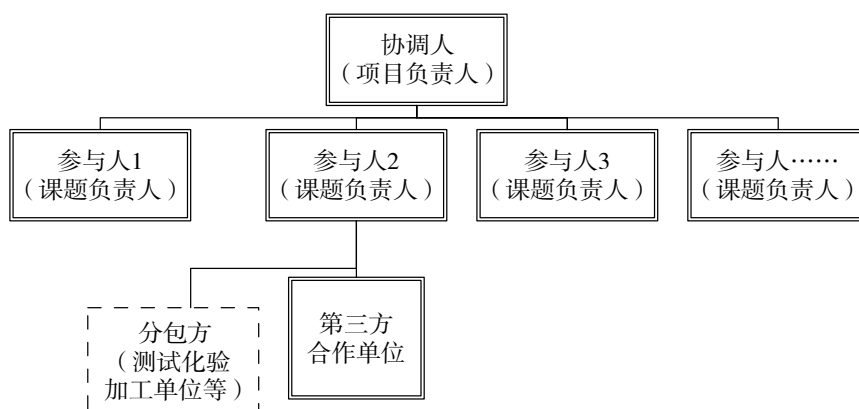 协调人
（项目负责人）
参与人1
（课题负责人）
参与人2
（课题负责人）
参与人3
（课题负责人）
参与人……
（课题负责人）
分包方
（测试化验
加工单位等）
第三方
合作单位